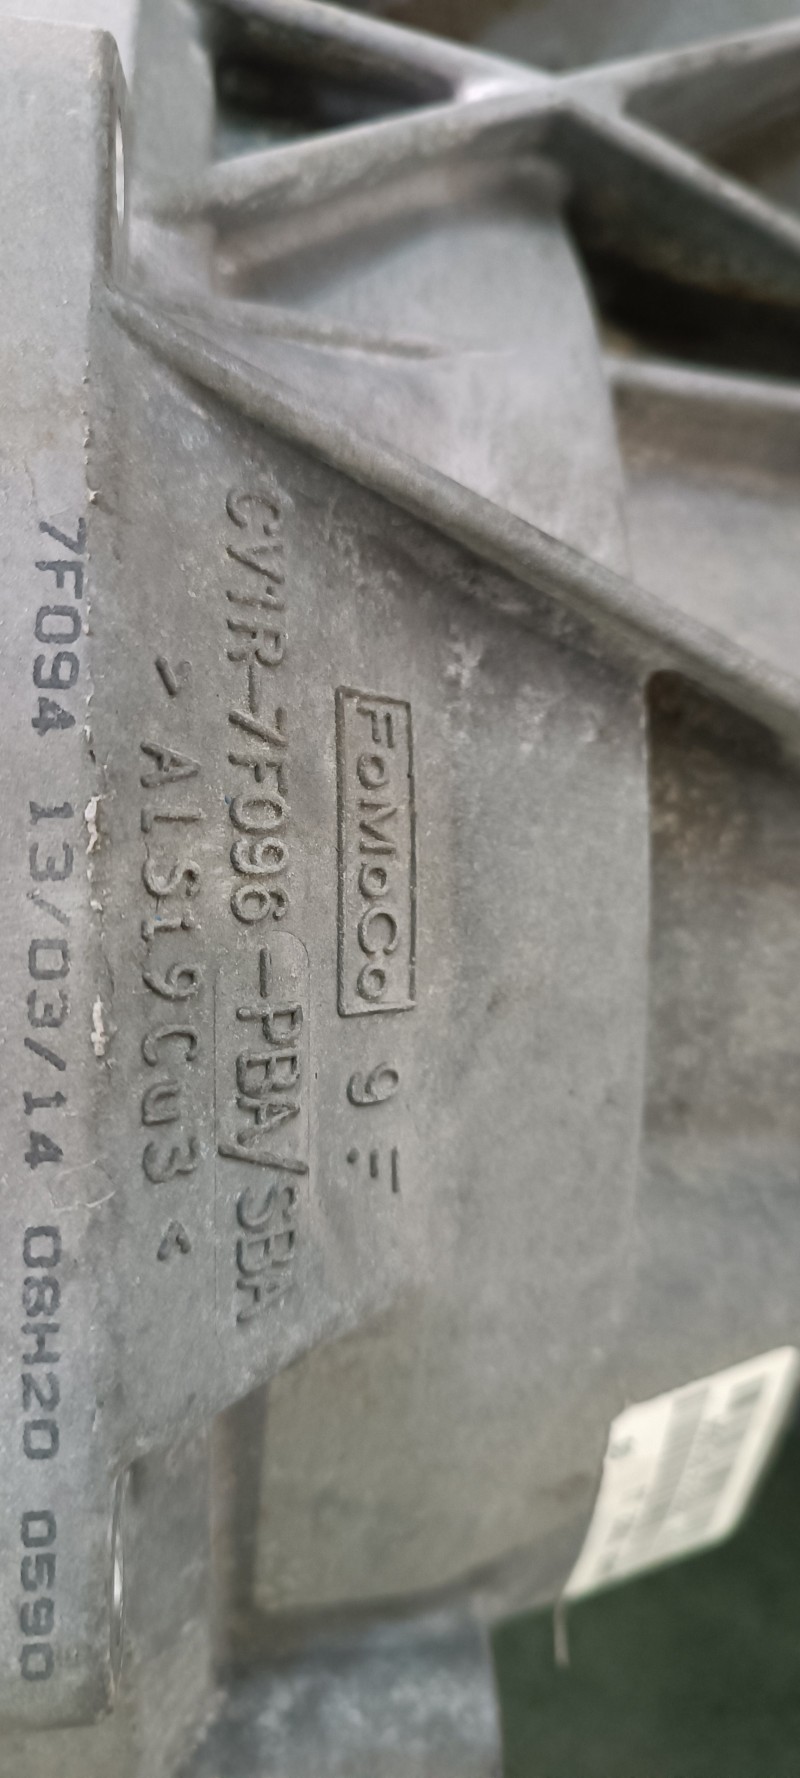 FoMoCo 9
CV1R-7F096-PBA/SBA
>ALSi9Cu3<
7F094 13/03/14 08H20 0590